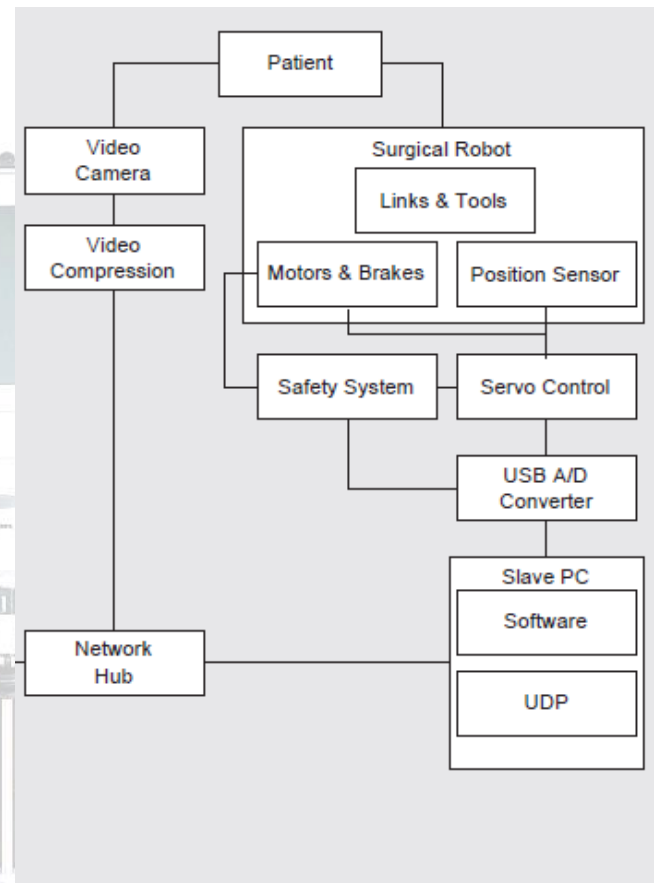 Patient
Video
Camera
Surgical Robot
Links & Tools
Video
Compression
Motors & Brakes
Position Sensor
Safety System
Servo Control
USB A/D
Converter
Slave PC
Software
Network
Hub
UDP